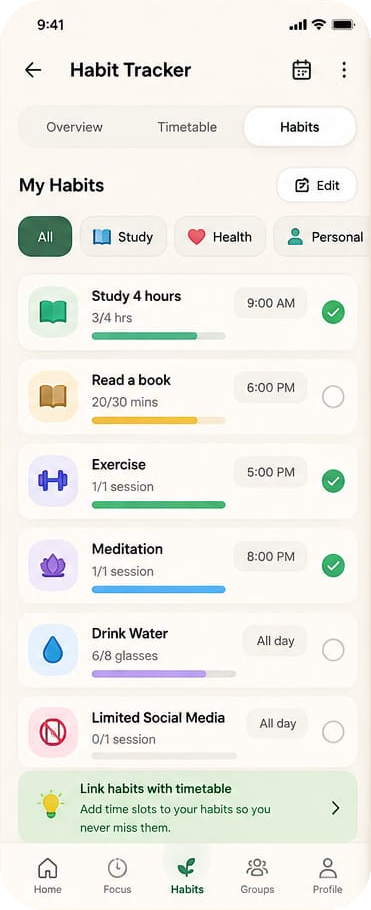 9:41
Habit Tracker
Overview Timetable Habits
My Habits Edit
All Study Health Personal
Study 4 hours 9:00 AM
3/4 hrs
Read a book 6:00 PM
20/30 mins
Exercise 5:00 PM
1/1 session
Meditation 8:00 PM
1/1 session
Drink Water All day
6/8 glasses
Limited Social Media All day
0/1 session
Link habits with timetable
Add time slots to your habits so you
never miss them.
Home Focus Habits Groups Profile